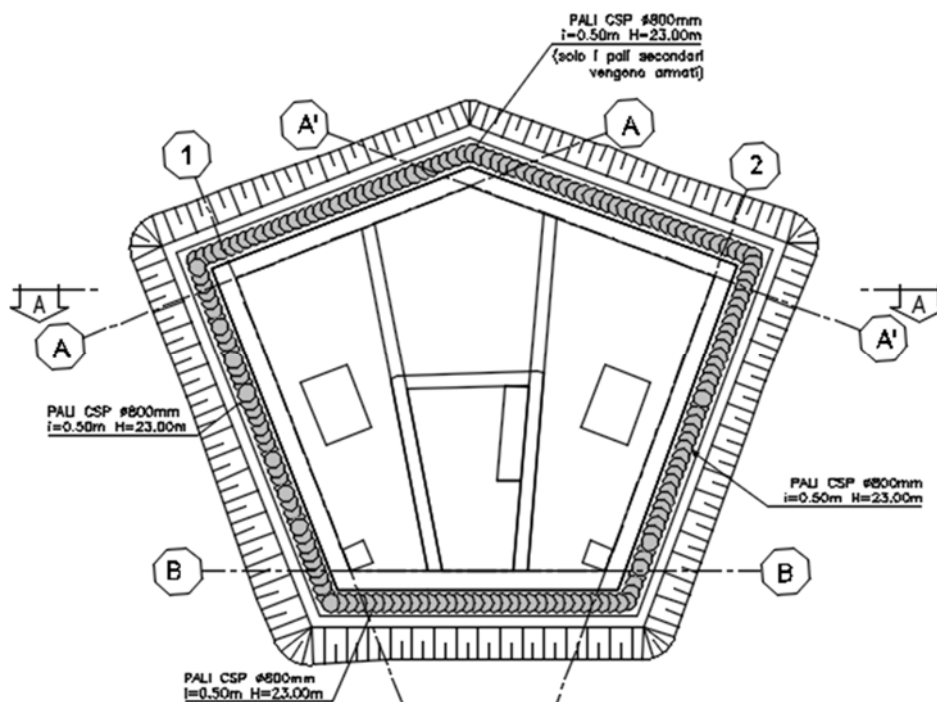 PALI CSP ø800mm
i=0.50m H=23.00m
(solo i pali secondari
vengono armati)
A'
A
1
2
A
A
A
A'
PALI CSP ø800mm
i=0.50m H=23.00m
PALI CSP ø800mm
i=0.50m H=23.00m
B
B
PALI CSP ø800mm
i=0.50m H=23.00m